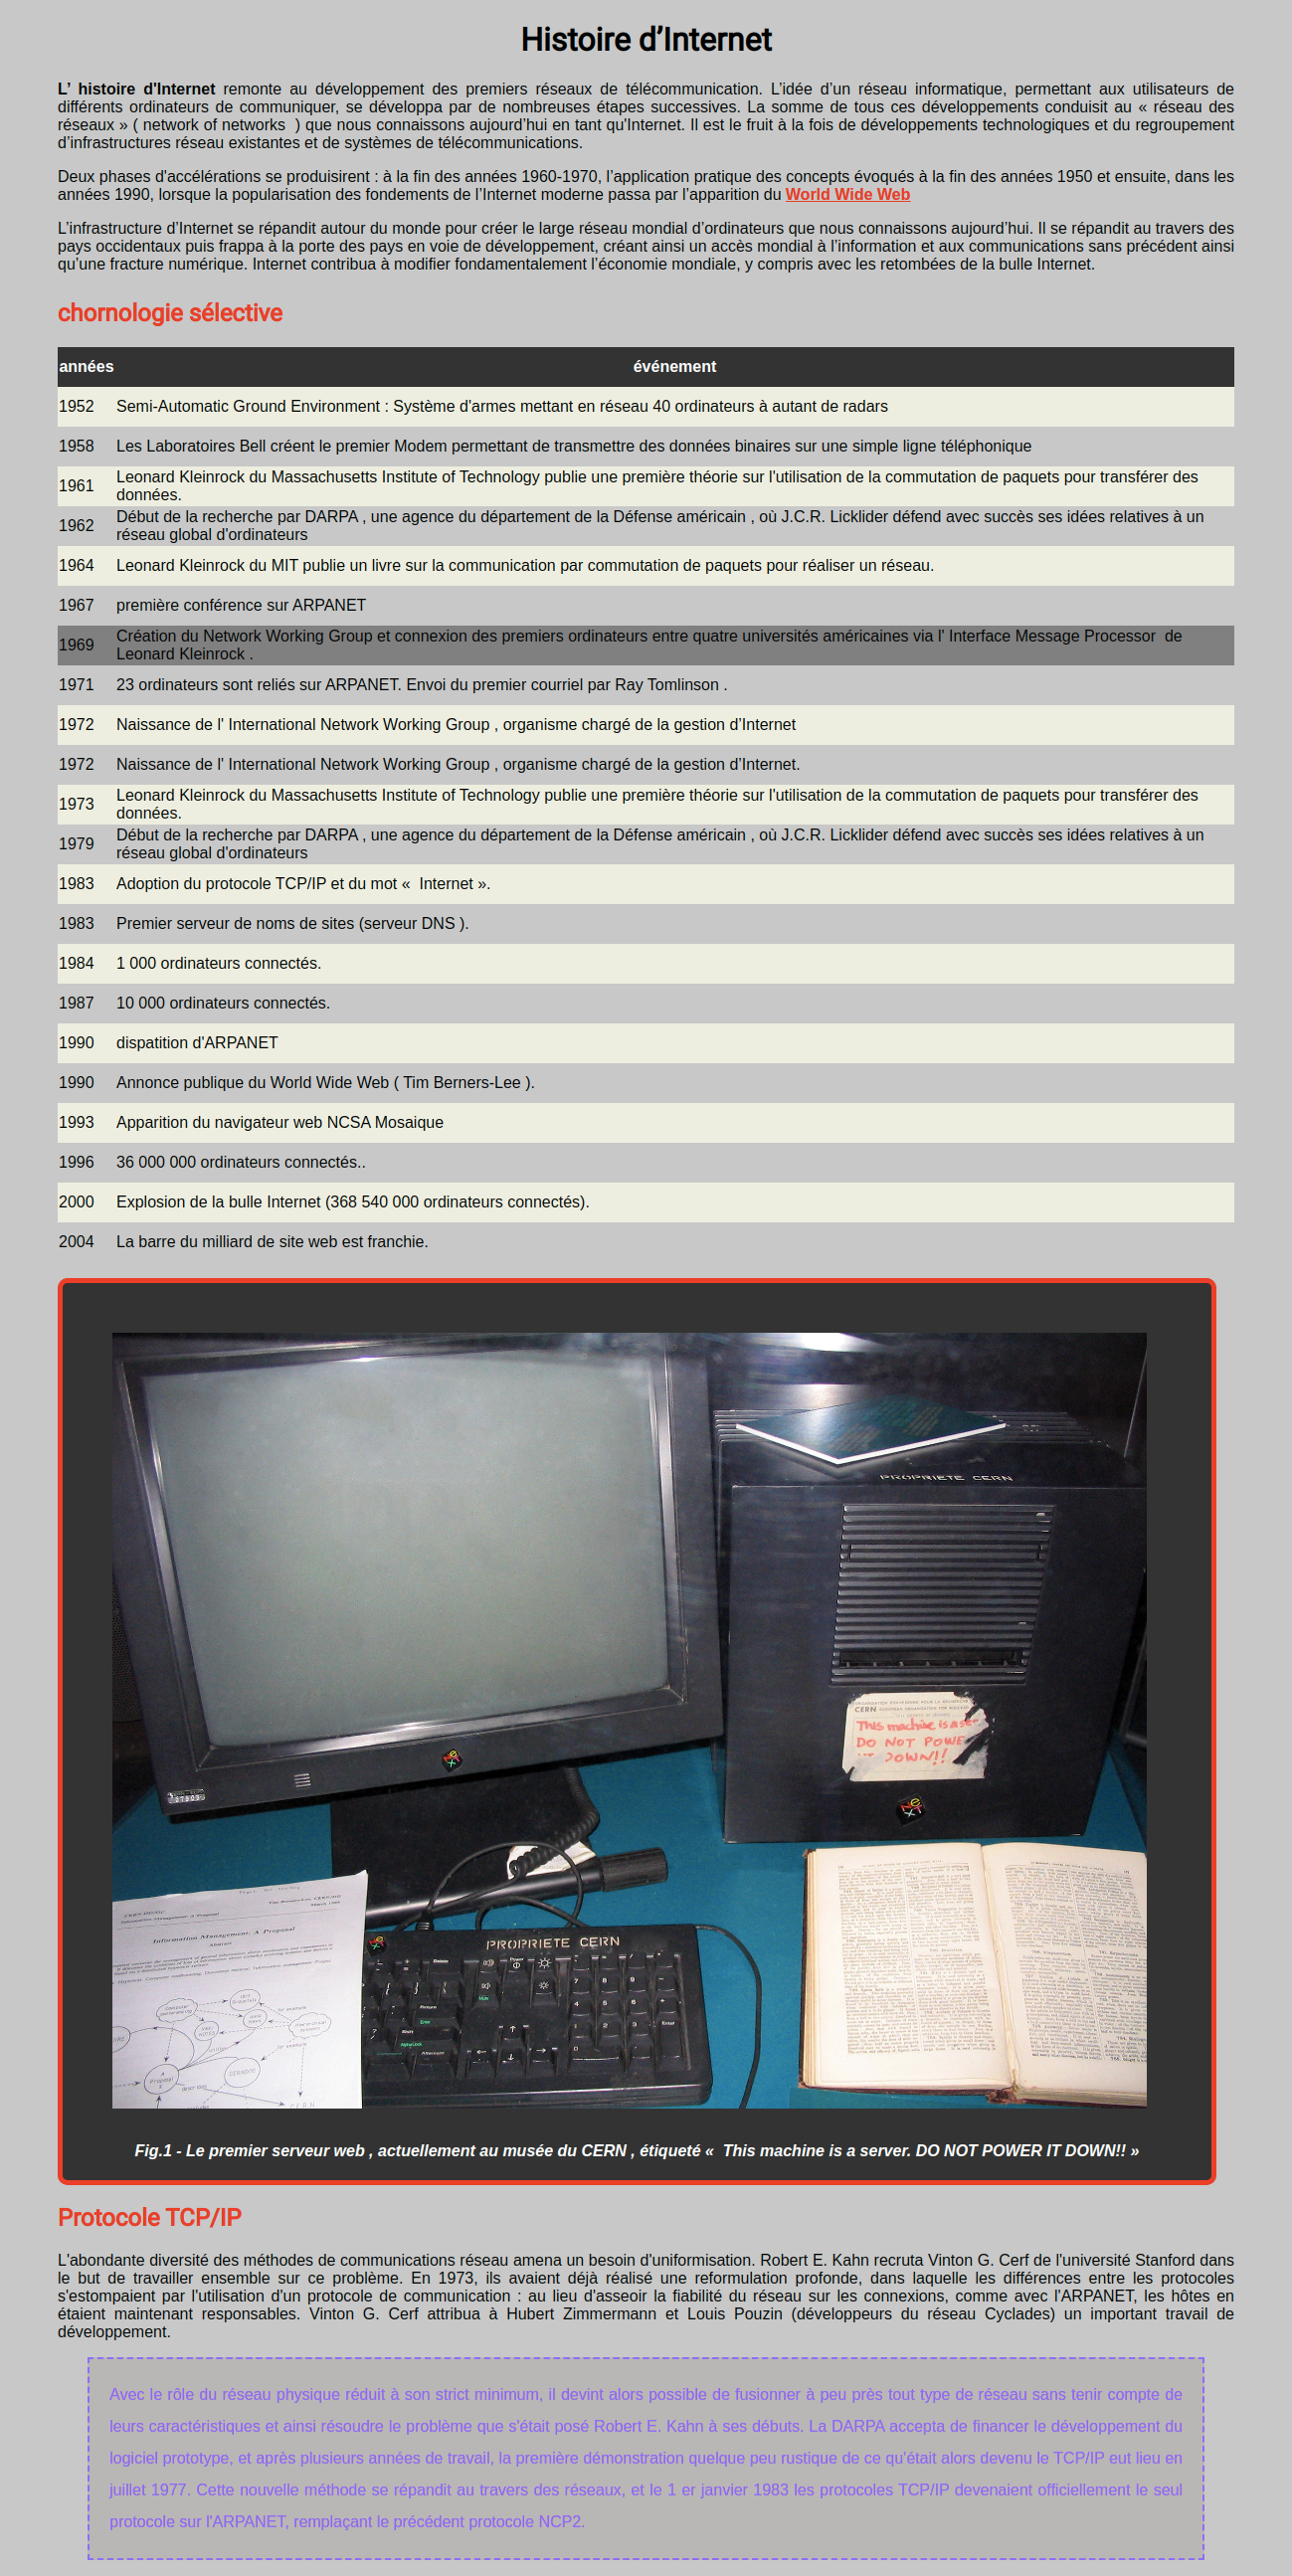 Histoire d’Internet
L’ histoire d'Internet remonte au développement des premiers réseaux de télécommunication. L’idée d’un réseau informatique, permettant aux utilisateurs de
différents ordinateurs de communiquer, se développa par de nombreuses étapes successives. La somme de tous ces développements conduisit au « réseau des
réseaux » ( network of networks ) que nous connaissons aujourd’hui en tant qu'Internet. Il est le fruit à la fois de développements technologiques et du regroupement
d’infrastructures réseau existantes et de systèmes de télécommunications.
Deux phases d'accélérations se produisirent : à la fin des années 1960-1970, l’application pratique des concepts évoqués à la fin des années 1950 et ensuite, dans les
années 1990, lorsque la popularisation des fondements de l’Internet moderne passa par l’apparition du World Wide Web
L’infrastructure d’Internet se répandit autour du monde pour créer le large réseau mondial d’ordinateurs que nous connaissons aujourd’hui. Il se répandit au travers des
pays occidentaux puis frappa à la porte des pays en voie de développement, créant ainsi un accès mondial à l’information et aux communications sans précédent ainsi
qu’une fracture numérique. Internet contribua à modifier fondamentalement l’économie mondiale, y compris avec les retombées de la bulle Internet.
chornologie sélective
années événement
1952 Semi-Automatic Ground Environment : Système d'armes mettant en réseau 40 ordinateurs à autant de radars
1958 Les Laboratoires Bell créent le premier Modem permettant de transmettre des données binaires sur une simple ligne téléphonique
1961 Leonard Kleinrock du Massachusetts Institute of Technology publie une première théorie sur l'utilisation de la commutation de paquets pour transférer des
données.
1962 Début de la recherche par DARPA , une agence du département de la Défense américain , où J.C.R. Licklider défend avec succès ses idées relatives à un
réseau global d'ordinateurs
1964 Leonard Kleinrock du MIT publie un livre sur la communication par commutation de paquets pour réaliser un réseau.
1967 première conférence sur ARPANET
1969 Création du Network Working Group et connexion des premiers ordinateurs entre quatre universités américaines via l' Interface Message Processor de
Leonard Kleinrock .
1971 23 ordinateurs sont reliés sur ARPANET. Envoi du premier courriel par Ray Tomlinson .
1972 Naissance de l' International Network Working Group , organisme chargé de la gestion d’Internet
1972 Naissance de l' International Network Working Group , organisme chargé de la gestion d’Internet.
1973 Leonard Kleinrock du Massachusetts Institute of Technology publie une première théorie sur l'utilisation de la commutation de paquets pour transférer des
données.
1979 Début de la recherche par DARPA , une agence du département de la Défense américain , où J.C.R. Licklider défend avec succès ses idées relatives à un
réseau global d'ordinateurs
1983 Adoption du protocole TCP/IP et du mot « Internet ».
1983 Premier serveur de noms de sites (serveur DNS ).
1984 1 000 ordinateurs connectés.
1987 10 000 ordinateurs connectés.
1990 dispatition d'ARPANET
1990 Annonce publique du World Wide Web ( Tim Berners-Lee ).
1993 Apparition du navigateur web NCSA Mosaique
1996 36 000 000 ordinateurs connectés..
2000 Explosion de la bulle Internet (368 540 000 ordinateurs connectés).
2004 La barre du milliard de site web est franchie.
PROPRIETE CERN
CERN
This machine is a
DO NOT POWE
IT DOWN!!
NeXT
Information Management: A Proposal
PROPRIETE CERN
CERN
Fig.1 - Le premier serveur web , actuellement au musée du CERN , étiqueté « This machine is a server. DO NOT POWER IT DOWN!! »
Protocole TCP/IP
L'abondante diversité des méthodes de communications réseau amena un besoin d'uniformisation. Robert E. Kahn recruta Vinton G. Cerf de l'université Stanford dans
le but de travailler ensemble sur ce problème. En 1973, ils avaient déjà réalisé une reformulation profonde, dans laquelle les différences entre les protocoles
s'estompaient par l'utilisation d'un protocole de communication : au lieu d'asseoir la fiabilité du réseau sur les connexions, comme avec l'ARPANET, les hôtes en
étaient maintenant responsables. Vinton G. Cerf attribua à Hubert Zimmermann et Louis Pouzin (développeurs du réseau Cyclades) un important travail de
développement.
Avec le rôle du réseau physique réduit à son strict minimum, il devint alors possible de fusionner à peu près tout type de réseau sans tenir compte de
leurs caractéristiques et ainsi résoudre le problème que s'était posé Robert E. Kahn à ses débuts. La DARPA accepta de financer le développement du
logiciel prototype, et après plusieurs années de travail, la première démonstration quelque peu rustique de ce qu'était alors devenu le TCP/IP eut lieu en
juillet 1977. Cette nouvelle méthode se répandit au travers des réseaux, et le 1 er janvier 1983 les protocoles TCP/IP devenaient officiellement le seul
protocole sur l'ARPANET, remplaçant le précédent protocole NCP2.